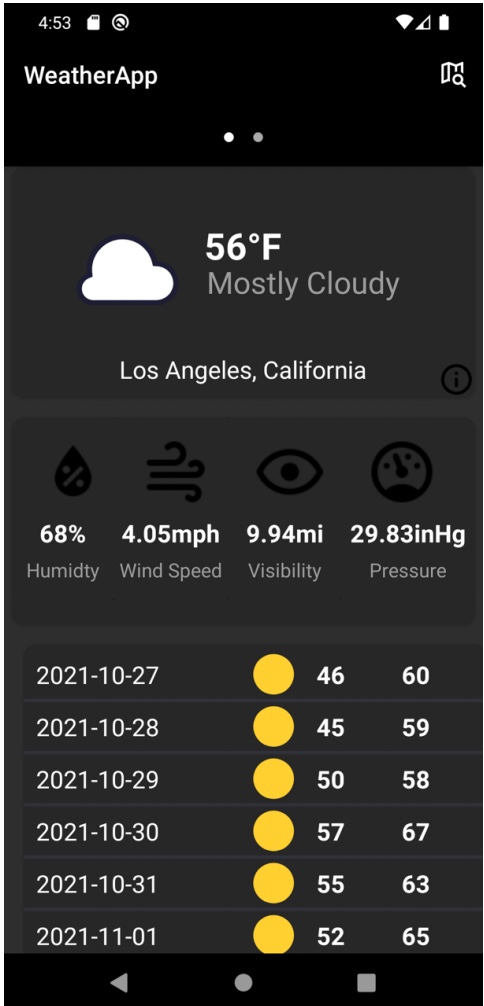 4:53
WeatherApp
56°F
Mostly Cloudy
Los Angeles, California
68% 4.05mph 9.94mi 29.83inHg
Humidty Wind Speed Visibility Pressure
2021-10-27 46 60
2021-10-28 45 59
2021-10-29 50 58
2021-10-30 57 67
2021-10-31 55 63
2021-11-01 52 65